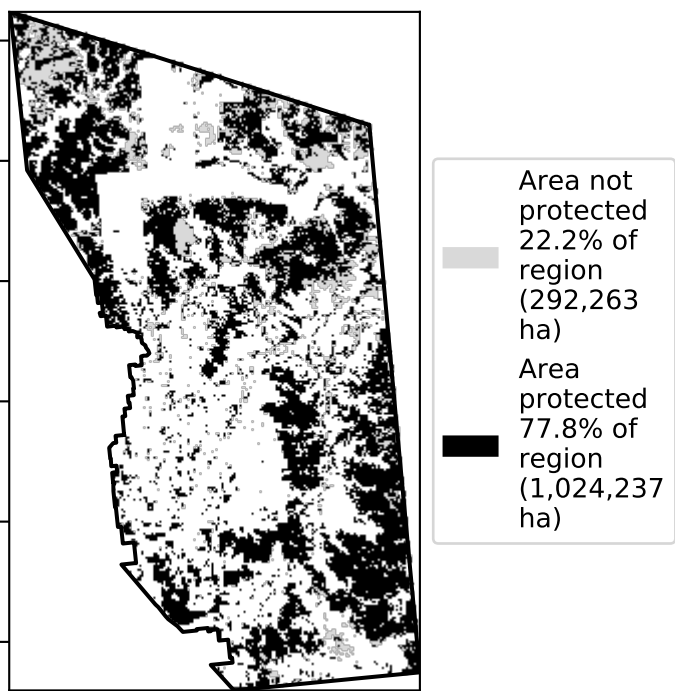 Area not
protected
22.2% of
region
(292,263
ha)
Area
protected
77.8% of
region
(1,024,237
ha)